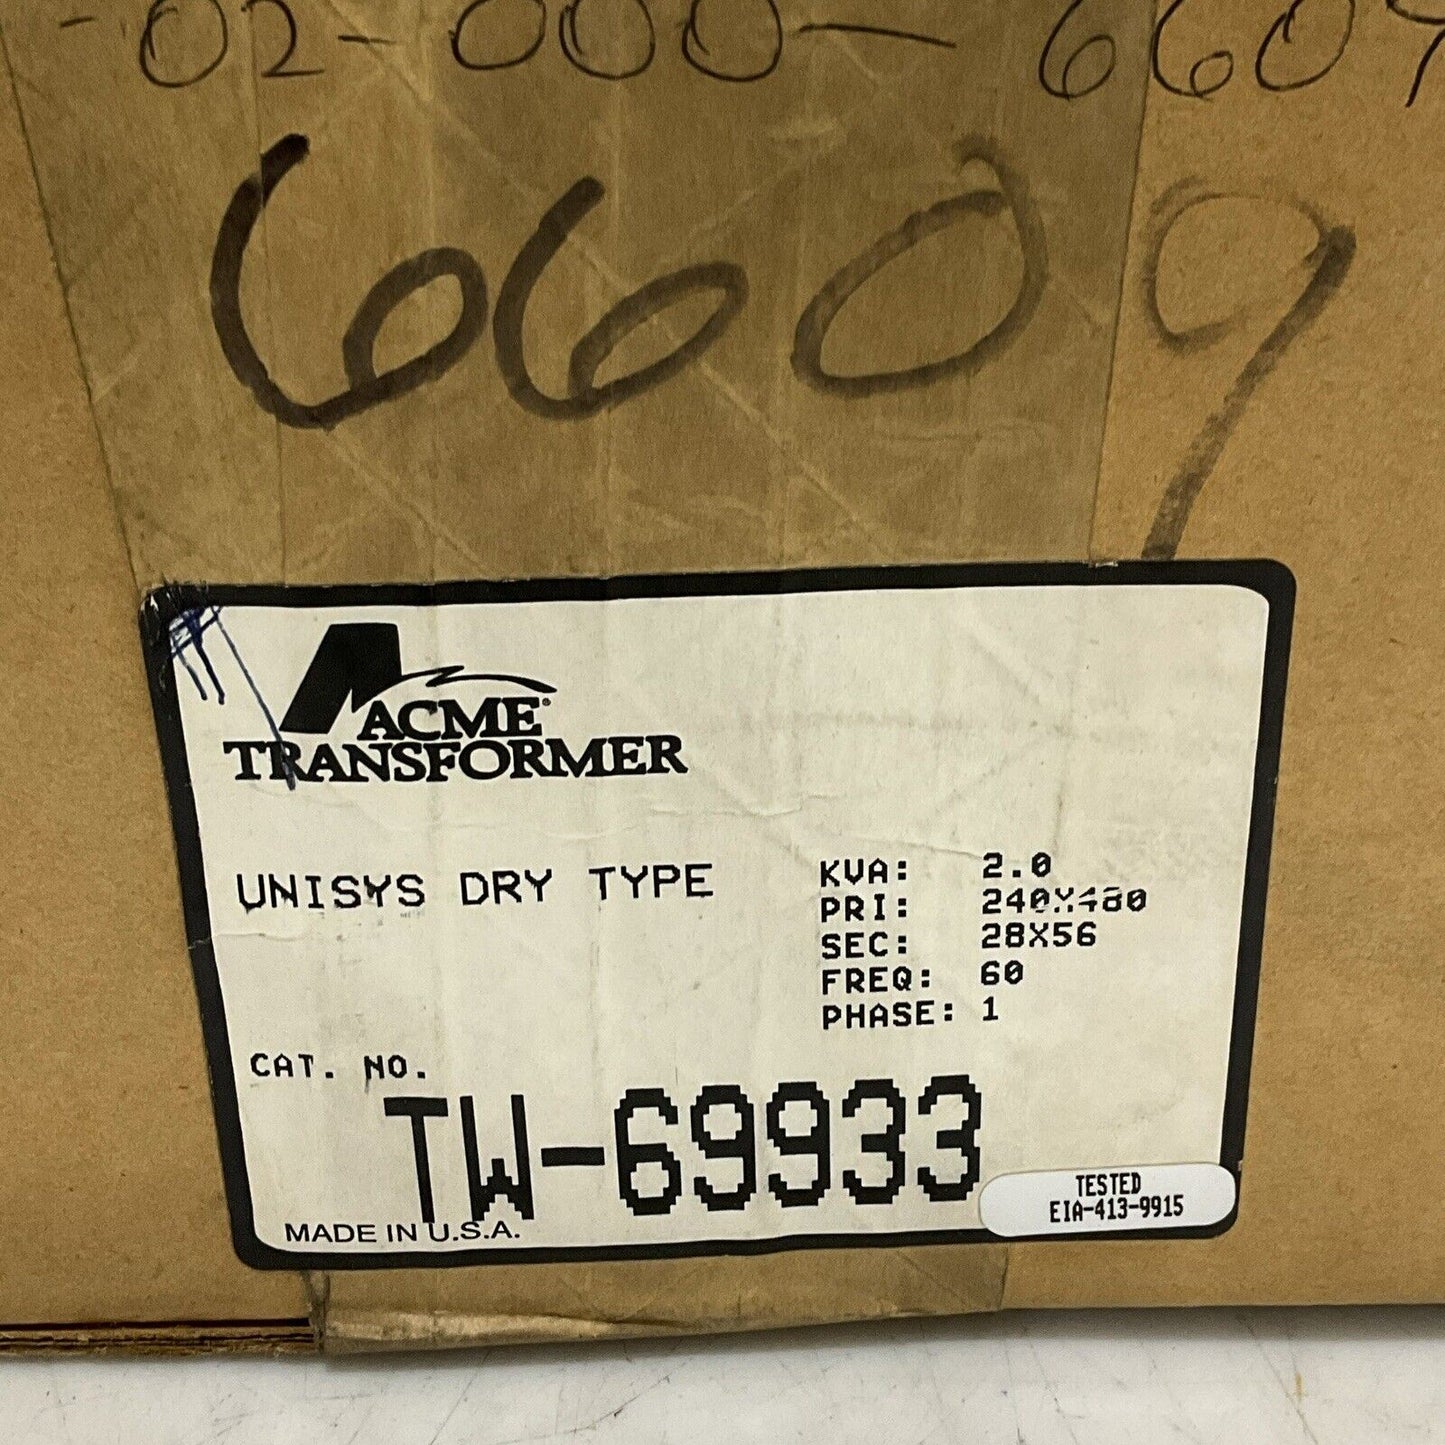 -02-000-6609
6609
ACME®
TRANSFORMER
UNISYS DRY TYPE
KVA: 2.0
PRI: 240X480
SEC: 28X56
FREQ: 60
PHASE: 1
CAT. NO.
TW-69933
MADE IN U.S.A.
TESTED
EIA-413-9915